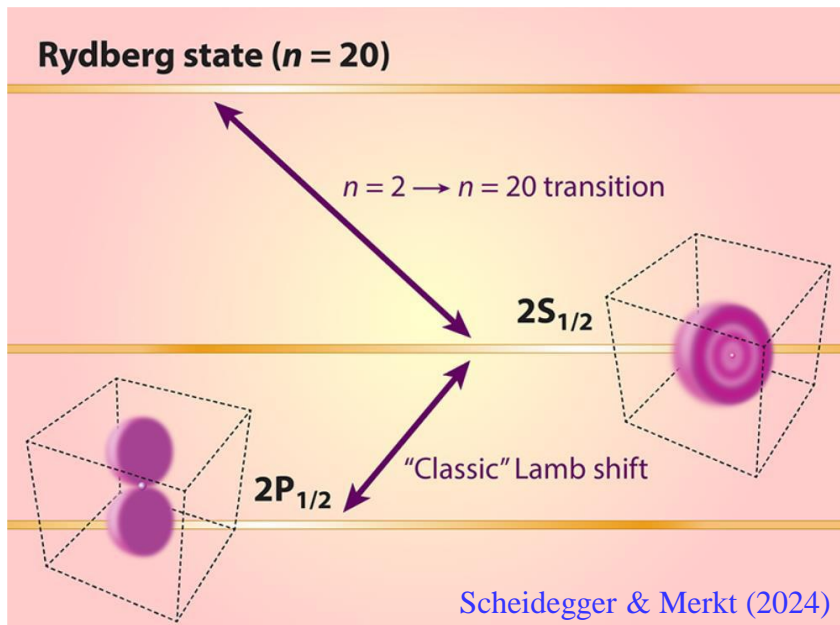 Rydberg state (n = 20)
n = 2 → n = 20 transition
2S1/2
"Classic" Lamb shift
2P1/2
Scheidegger & Merkt (2024)